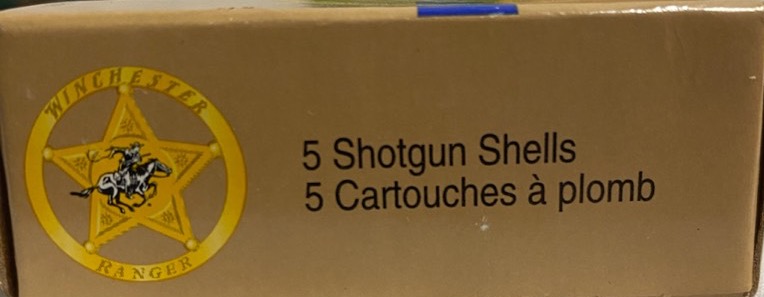 WINCHESTER
RANGER
5 Shotgun Shells
5 Cartouches à plomb